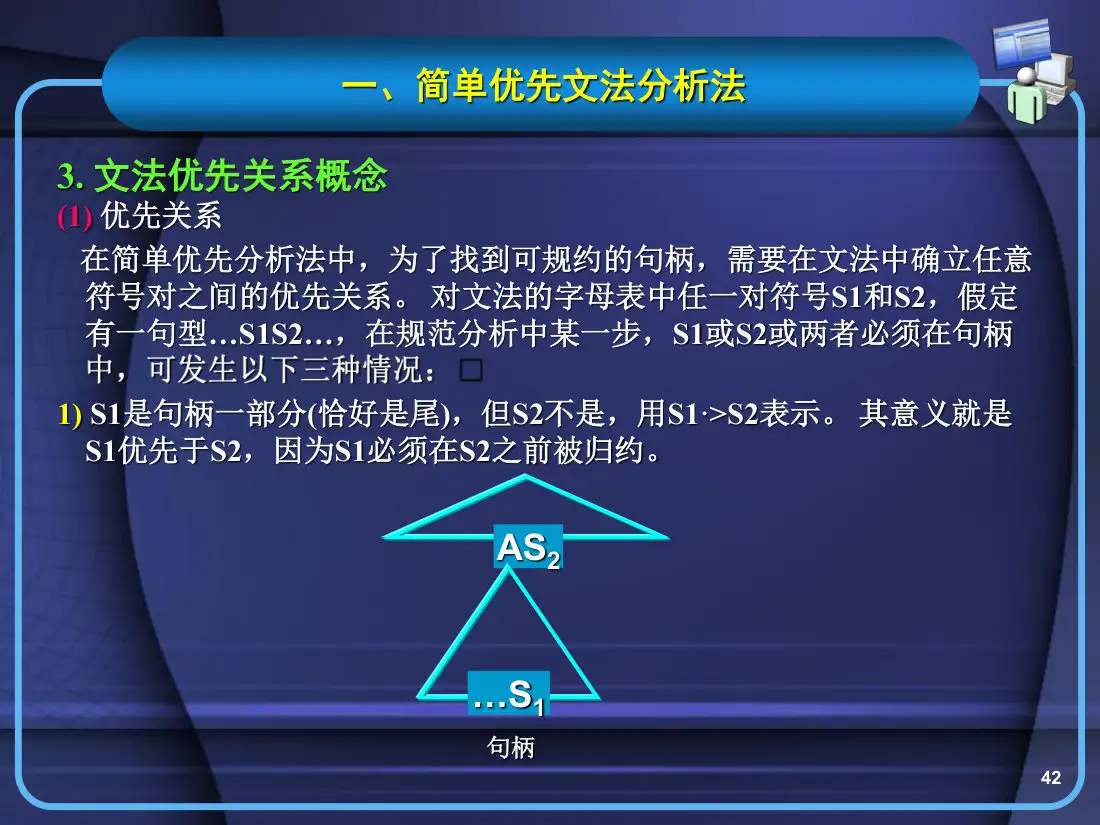 一、简单优先文法分析法
3. 文法优先关系概念
(1) 优先关系
在简单优先分析法中，为了找到可规约的句柄，需要在文法中确立任意
符号对之间的优先关系。 对文法的字母表中任一对符号S1和S2，假定
有一句型…S1S2…，在规范分析中某一步，S1或S2或两者必须在句柄
中，可发生以下三种情况：□
1) S1是句柄一部分(恰好是尾)，但S2不是，用S1·>S2表示。 其意义就是
S1优先于S2，因为S1必须在S2之前被归约。
AS2
…S1
句柄
42